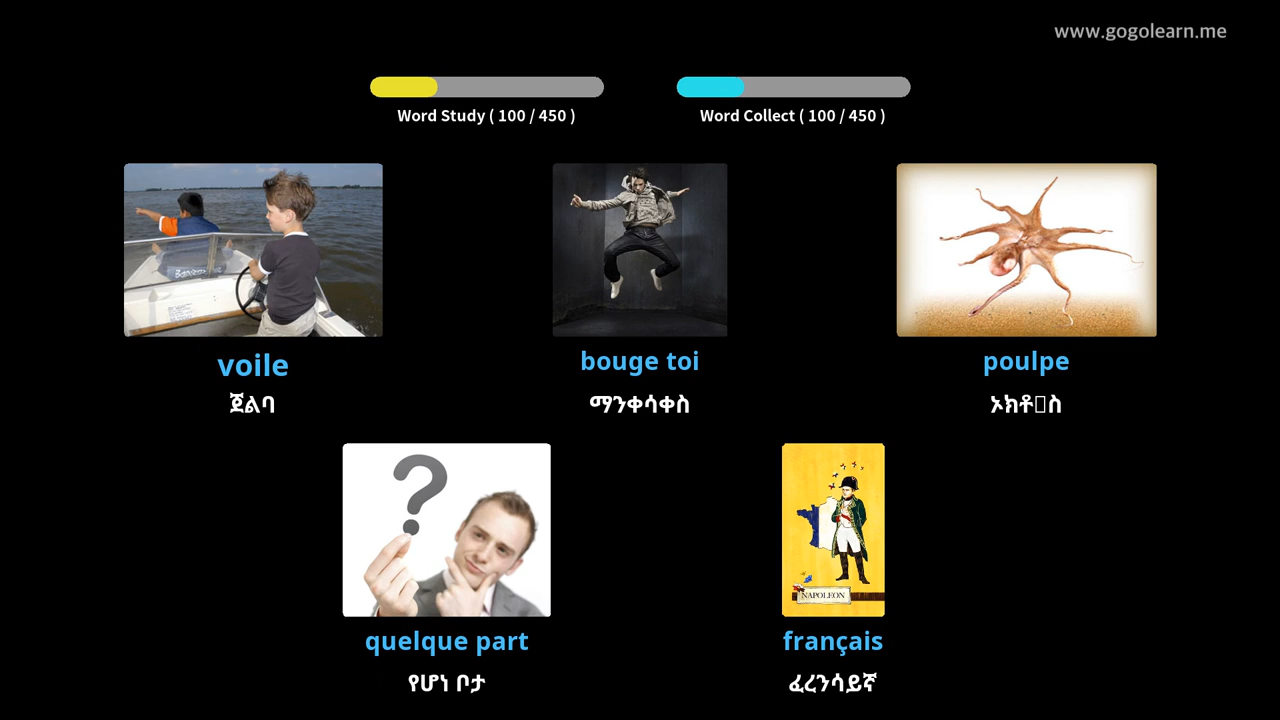 www.gogolearn.me
Word Study ( 100 / 450 )
Word Collect ( 100 / 450 )
voile
ጀልባ
bouge toi
ማንቀሳቀስ
poulpe
ኦክቶ▯ስ
quelque part
የሆነ ቦታ
NAPOLEON
français
ፈረንሳይኛ